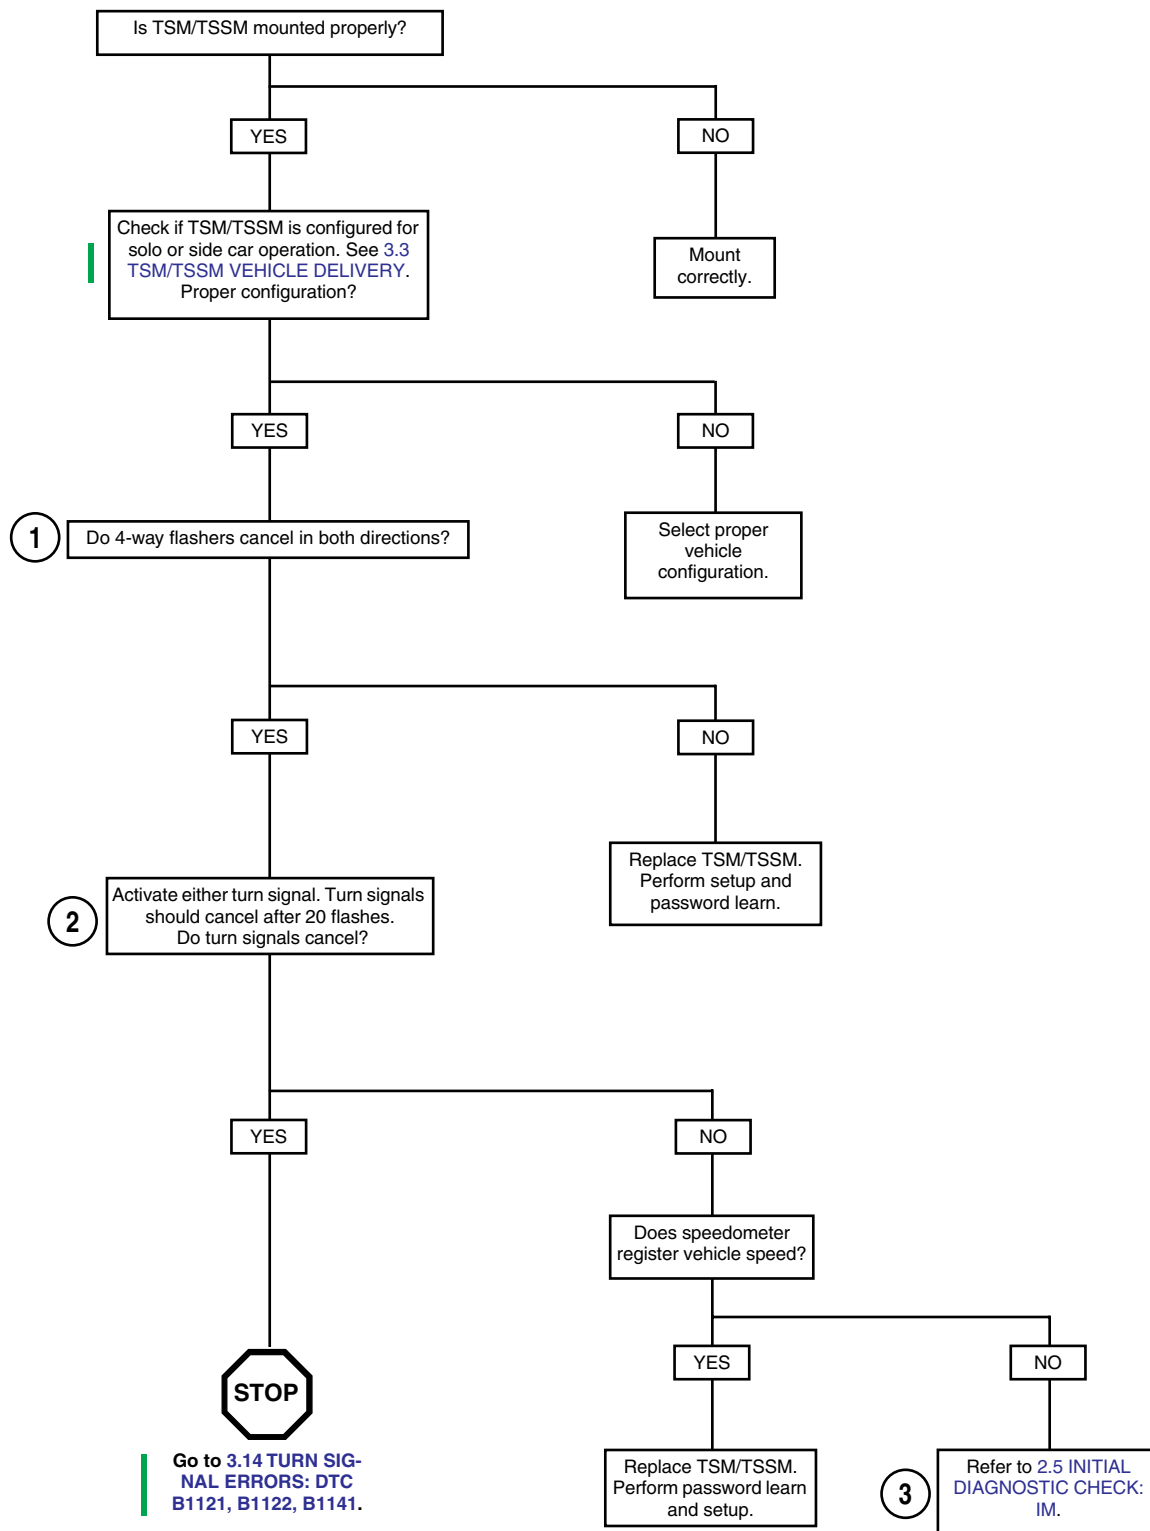 Is TSM/TSSM mounted properly?
YES
NO
Check if TSM/TSSM is configured for
solo or side car operation. See 3.3
TSM/TSSM VEHICLE DELIVERY.
Proper configuration?
Mount
correctly.
YES
NO
1
Do 4-way flashers cancel in both directions?
Select proper
vehicle
configuration.
YES
NO
Replace TSM/TSSM.
Perform setup and
password learn.
2
Activate either turn signal. Turn signals
should cancel after 20 flashes.
Do turn signals cancel?
YES
NO
Does speedometer
register vehicle speed?
YES
NO
STOP
Go to 3.14 TURN SIG-
NAL ERRORS: DTC
B1121, B1122, B1141.
Replace TSM/TSSM.
Perform password learn
and setup.
3
Refer to 2.5 INITIAL
DIAGNOSTIC CHECK:
IM.